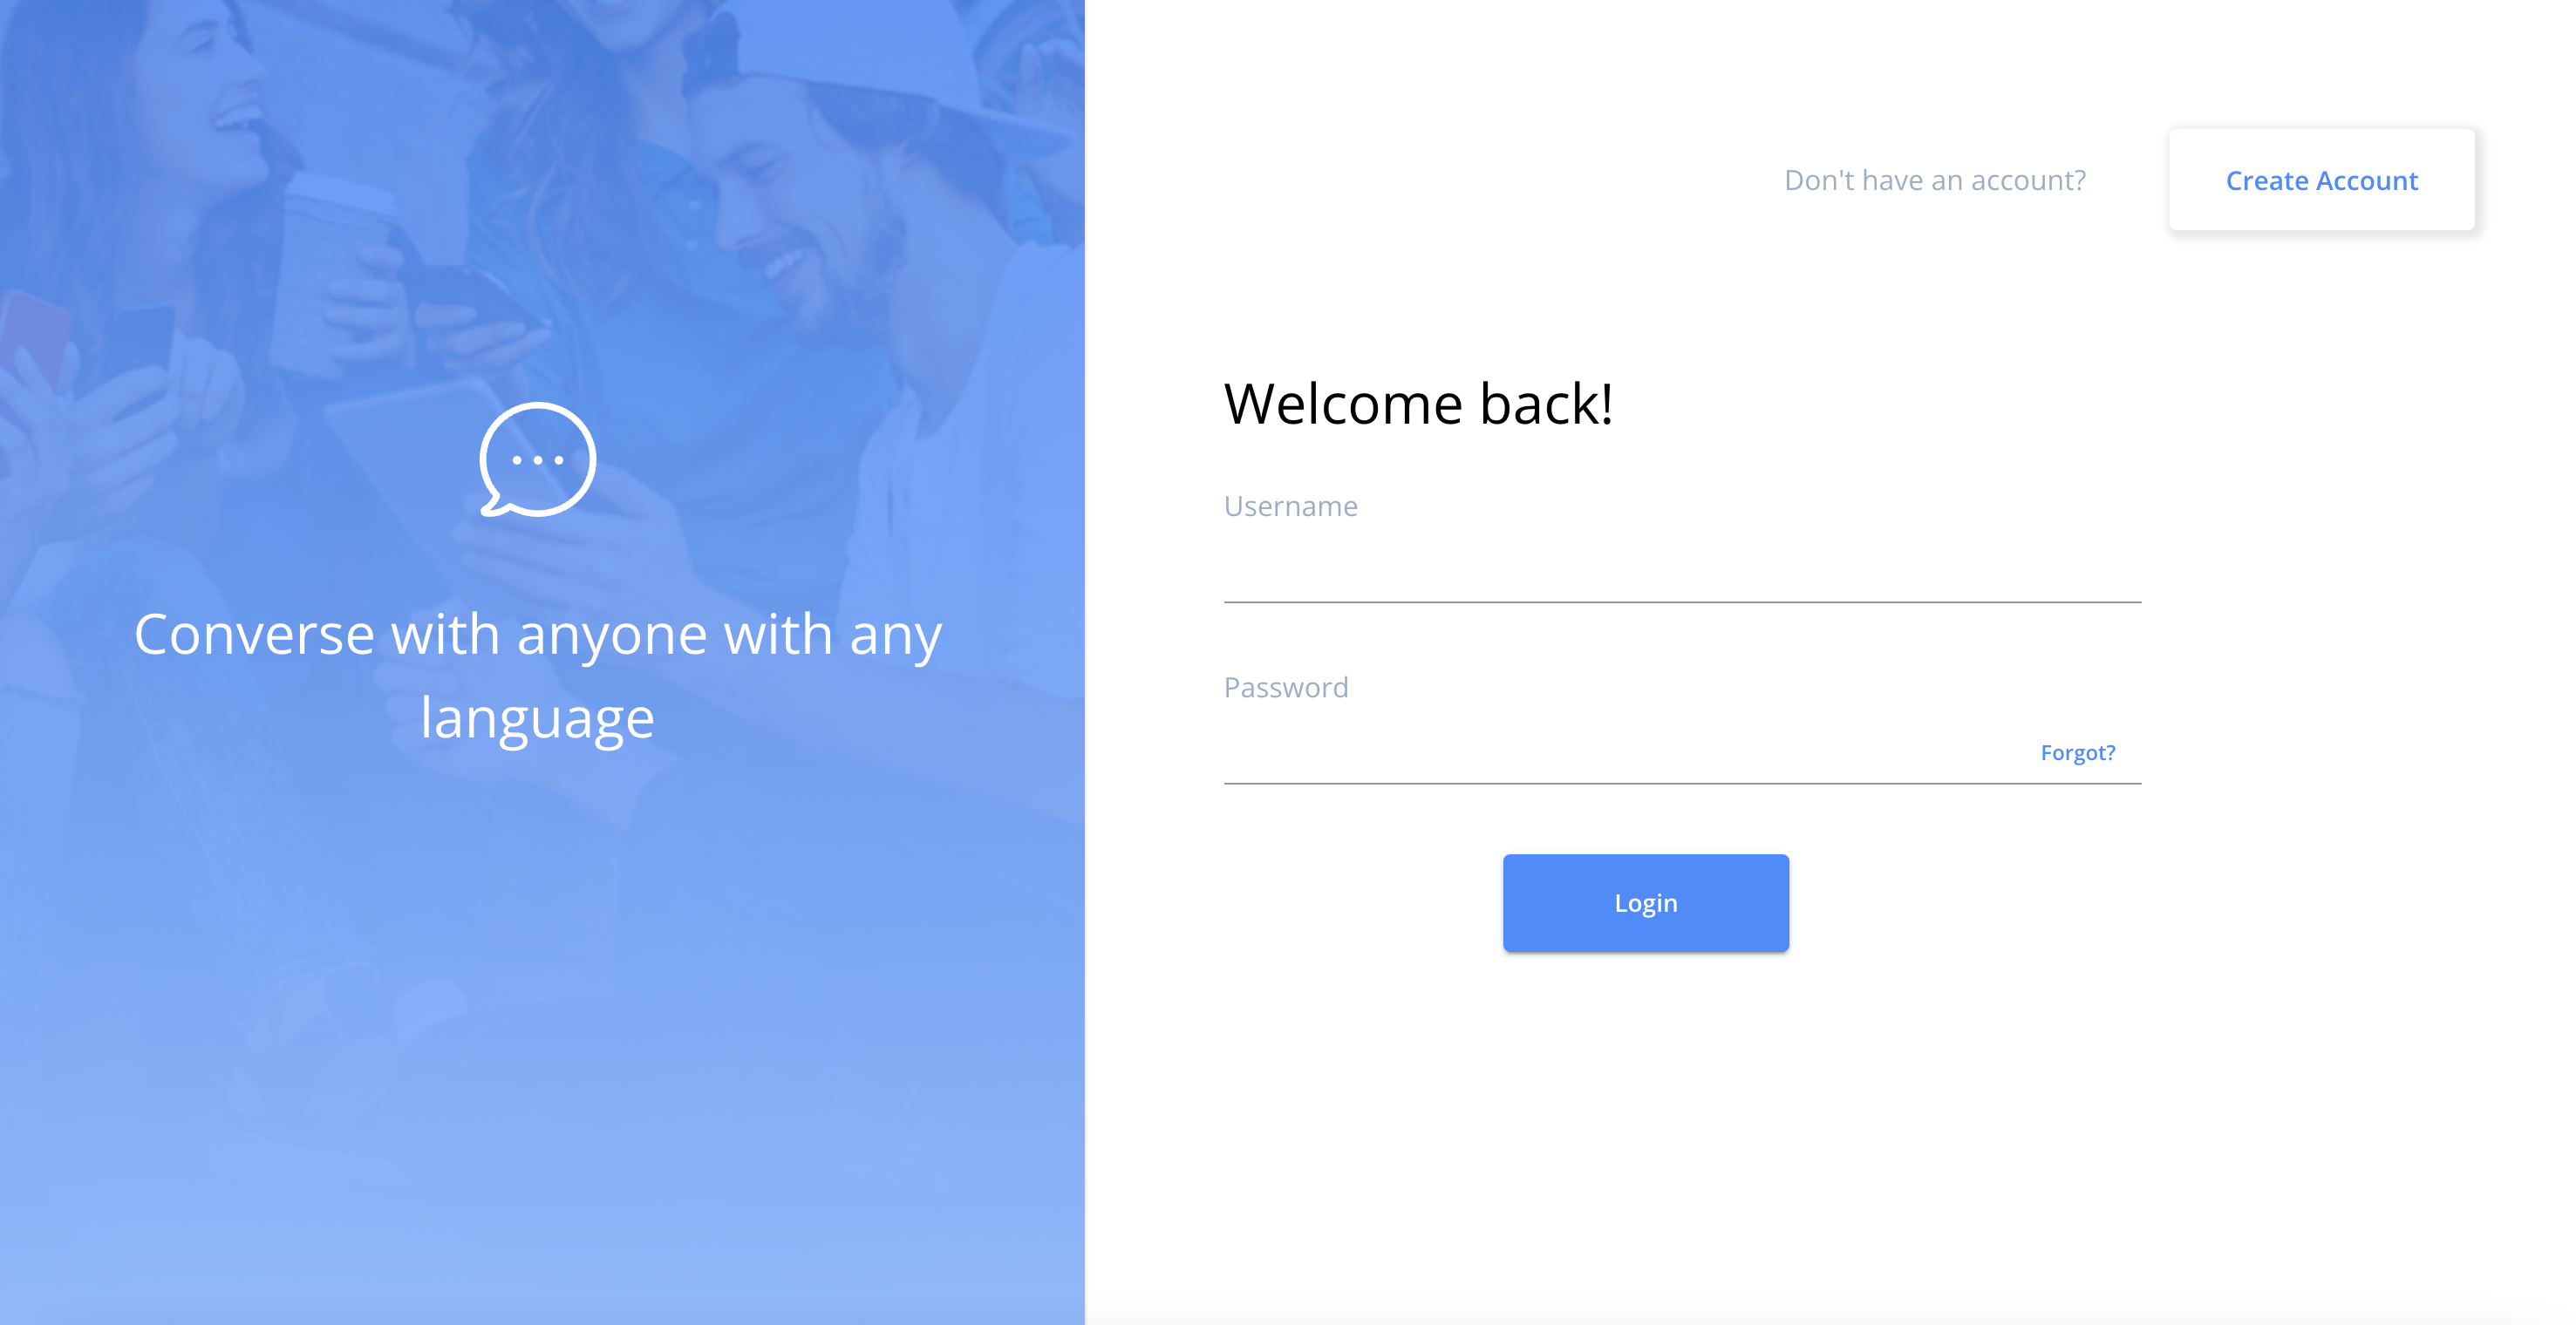 Converse with anyone with any
language
Don't have an account?
Create Account
Welcome back!
Username
Password
Forgot?
Login